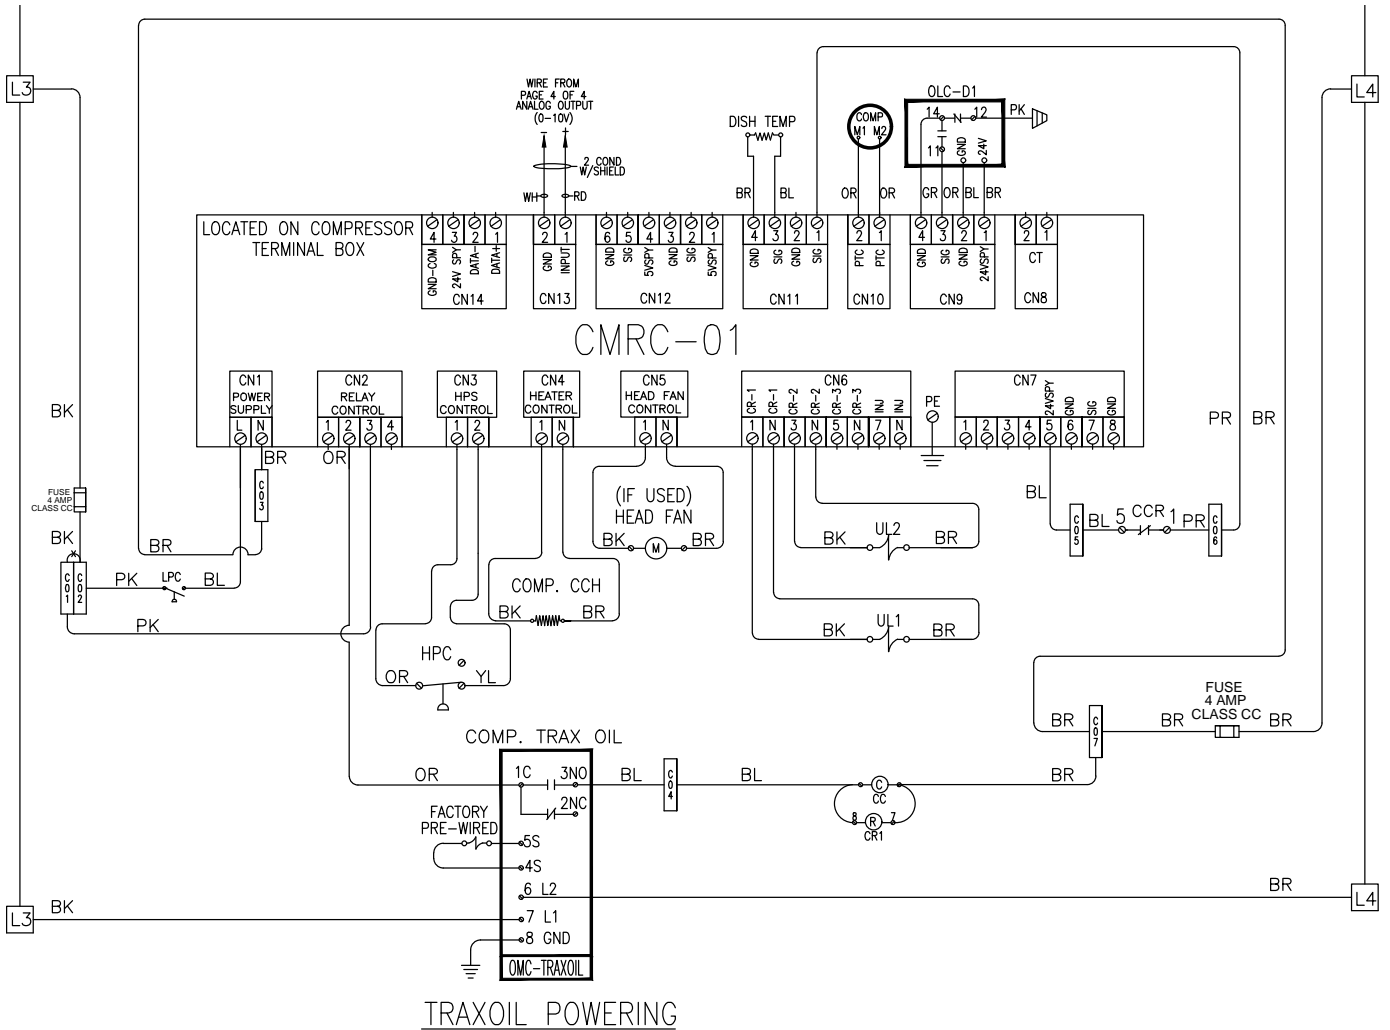 L3
L4
WIRE FROM
PAGE 4 OF 4
ANALOG OUTPUT
(0-10V)
- +
2 COND
W/SHIELD
WH
RD
DISH TEMP
BR BL
COMP
M1 M2
OR OR
OLC-D1
14 N 12
PK
11
GND
24V
GR OR BL BR
LOCATED ON COMPRESSOR
TERMINAL BOX
4 3 2 1
GND-COM
24V SPY
DATA-
DATA+
CN14
2 1
GND
INPUT
CN13
6 5 4 3 2 1
GND
SIG
5VSPY
GND
SIG
5VSPY
CN12
4 3 2 1
GND
SIG
GND
SIG
CN11
2 1
PTC
PTC
CN10
4 3 2 1
GND
SIG
GND
24VSPY
CN9
2 1
CT
CN8
CMRC-01
CN1
POWER
SUPPLY
L N
CN2
RELAY
CONTROL
1 2 3 4
CN3
HPS
CONTROL
1 2
CN4
HEATER
CONTROL
1 N
CN5
HEAD FAN
CONTROL
1 N
CN6
CR-1
CR-1
CR-2
CR-2
CR-3
CR-3
INJ
INJ
1 N 3 N 5 N 7 N
PE
CN7
24VSPY
GND
SIG
GND
1 2 3 4 5 6 7 8
BK
PR BR
BR
OR
C03
FUSE
4 AMP
CLASS CC
BK
X
C01
C02
BR
PK
LPC
BL
PK
(IF USED)
HEAD FAN
BK M BR
COMP. CCH
BK BR
HPC
OR YL
UL2
BK BR
UL1
BK BR
BL
C05
BL 5 CCR 1 PR
C06
FUSE
4 AMP
CLASS CC
BR
C07
BR
BR
COMP. TRAX OIL
OR
1C 3NO
2NC
BL
C04
BL
C
CC
8 R 7
CR1
BR
FACTORY
PRE-WIRED
5S
4S
6 L2
BR
L4
L3
BK
7 L1
8 GND
OMC-TRAXOIL
TRAXOIL POWERING